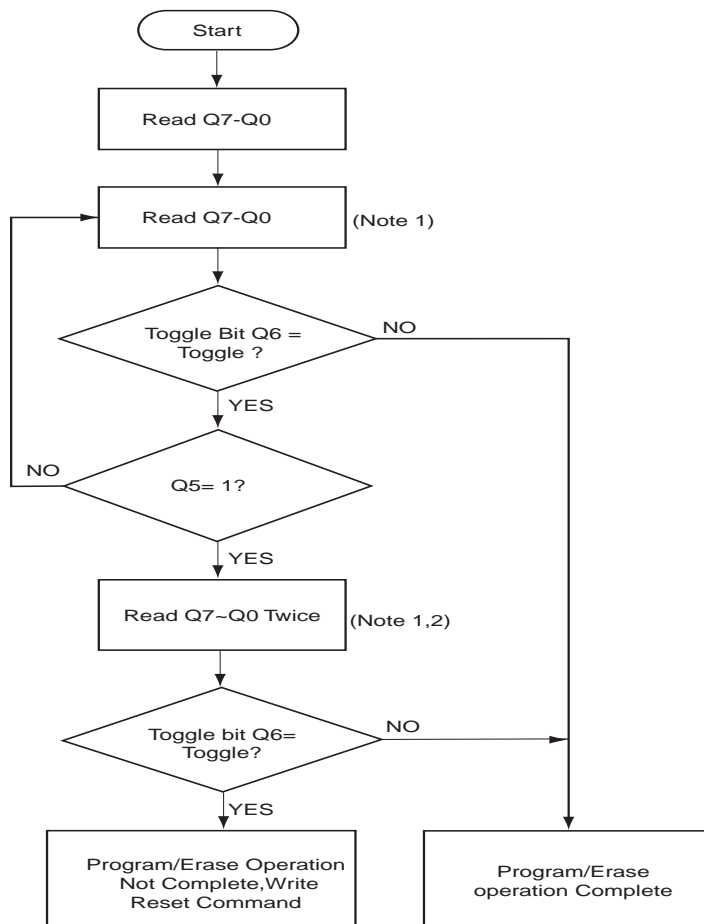 Start
Read Q7-Q0
Read Q7-Q0
(Note 1)
Toggle Bit Q6 =
Toggle ?
NO
YES
NO
Q5= 1?
YES
Read Q7~Q0 Twice
(Note 1,2)
Toggle bit Q6=
Toggle?
NO
YES
Program/Erase Operation
Not Complete,Write
Reset Command
Program/Erase
operation Complete